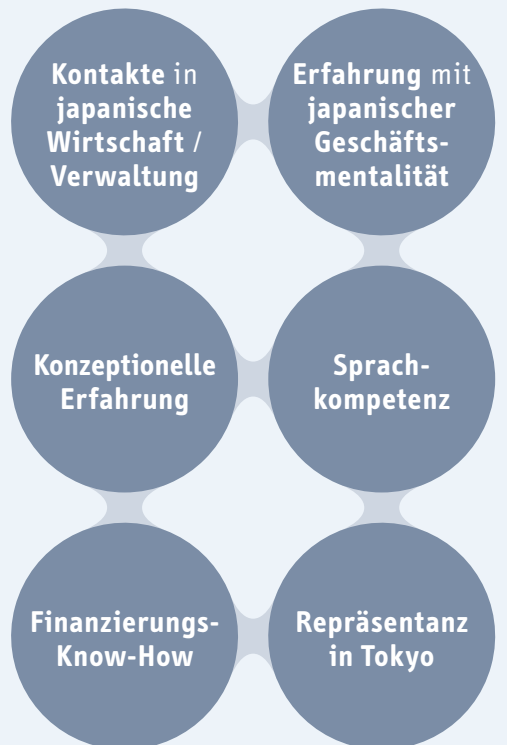 Kontakte in
japanische
Wirtschaft /
Verwaltung
Erfahrung mit
japanischer
Geschäfts-
mentalität
Konzeptionelle
Erfahrung
Sprach-
kompetenz
Finanzierungs-
Know-How
Repräsentanz
in Tokyo